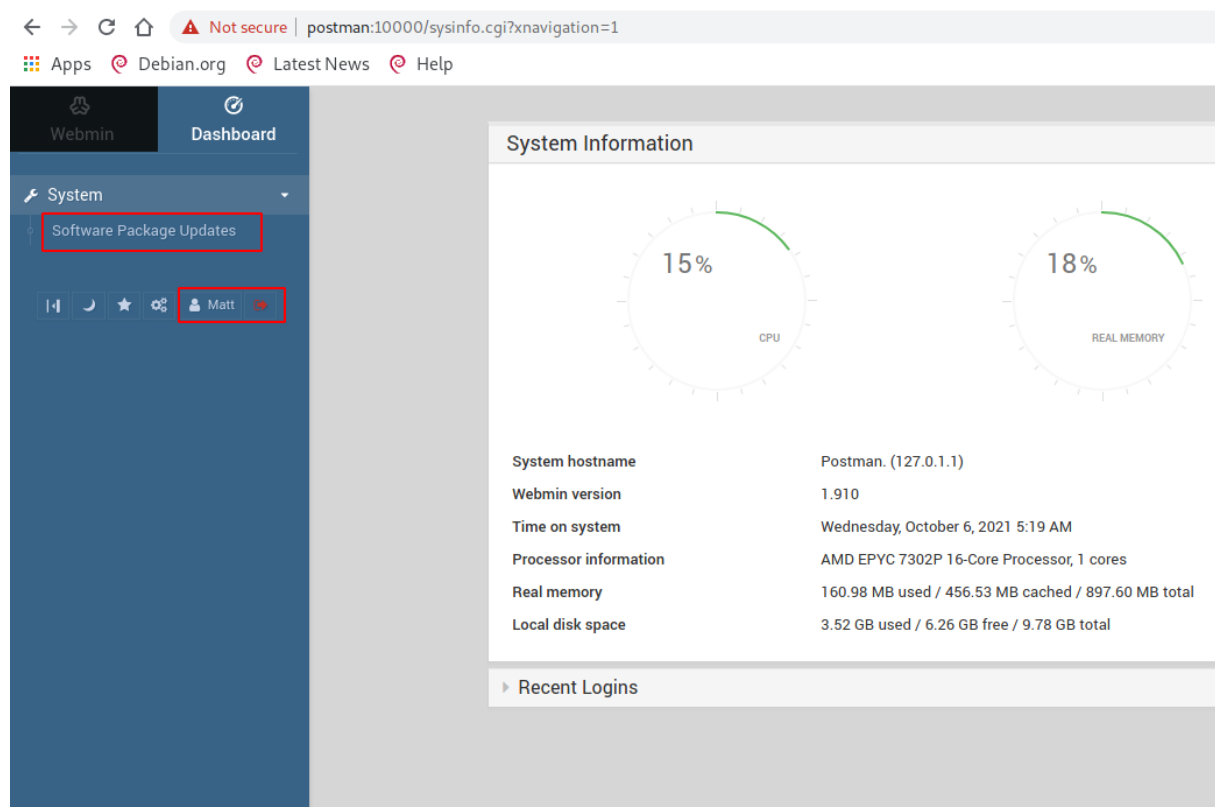 Not secure | postman:10000/sysinfo.cgi?xnavigation=1
Apps Debian.org Latest News Help
Webmin Dashboard
System
Software Package Updates
Matt
System Information
15% 18%
CPU REAL MEMORY
System hostname Postman. (127.0.1.1)
Webmin version 1.910
Time on system Wednesday, October 6, 2021 5:19 AM
Processor information AMD EPYC 7302P 16-Core Processor, 1 cores
Real memory 160.98 MB used / 456.53 MB cached / 897.60 MB total
Local disk space 3.52 GB used / 6.26 GB free / 9.78 GB total
Recent Logins